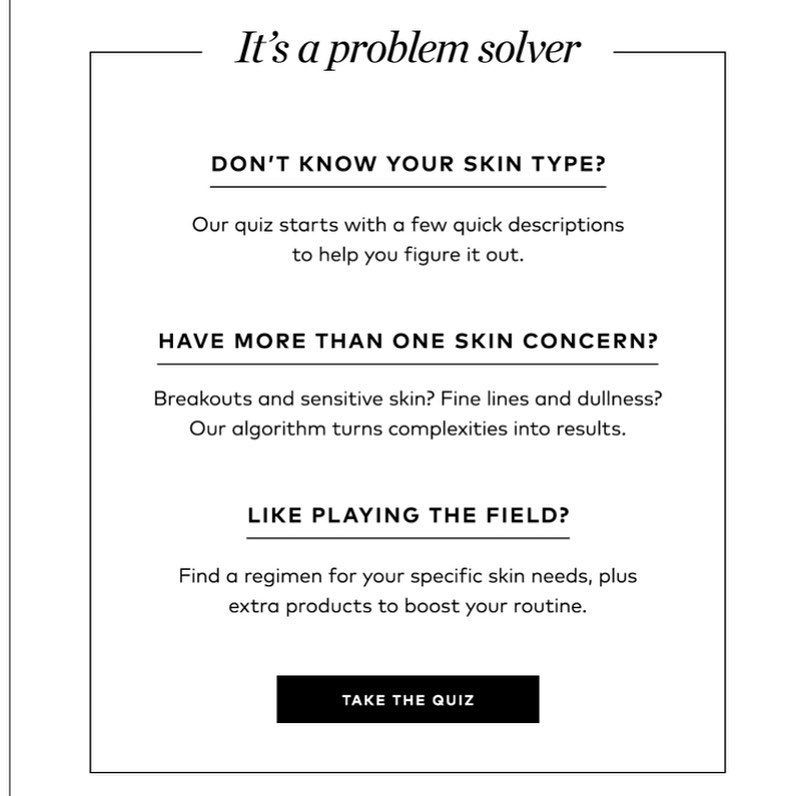 It’s a problem solver
DON’T KNOW YOUR SKIN TYPE?
Our quiz starts with a few quick descriptions
to help you figure it out.
HAVE MORE THAN ONE SKIN CONCERN?
Breakouts and sensitive skin? Fine lines and dullness?
Our algorithm turns complexities into results.
LIKE PLAYING THE FIELD?
Find a regimen for your specific skin needs, plus
extra products to boost your routine.
TAKE THE QUIZ